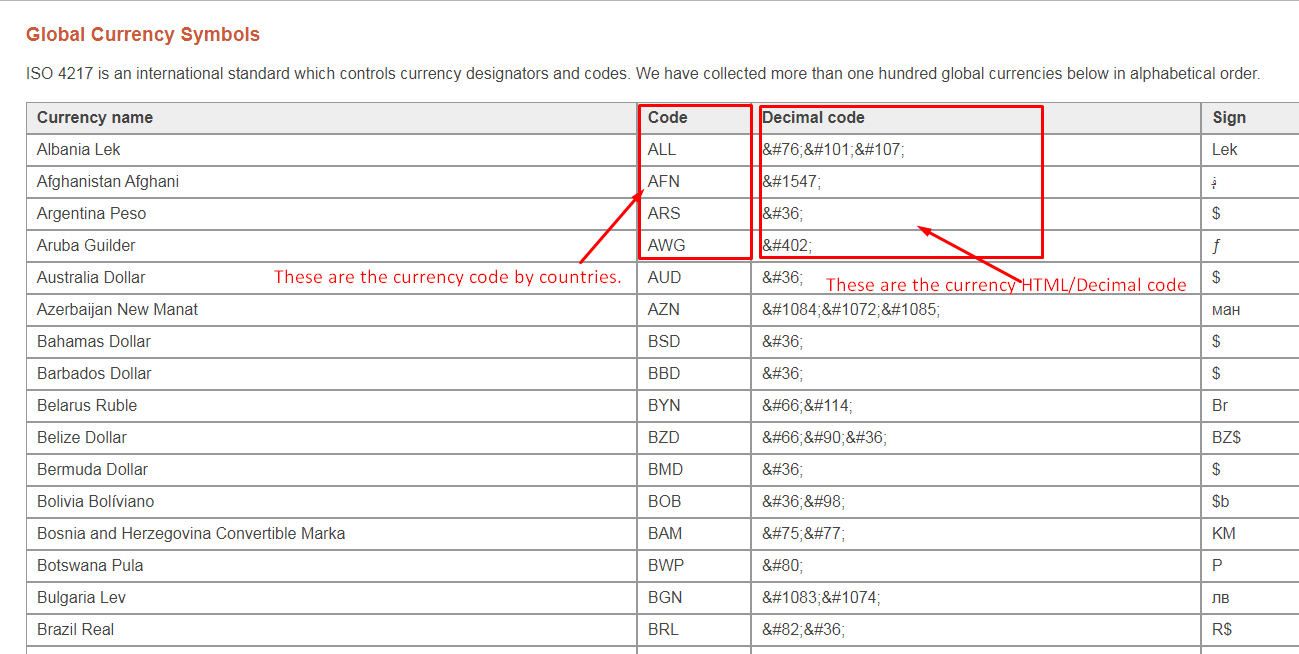 Global Currency Symbols
ISO 4217 is an international standard which controls currency designators and codes. We have collected more than one hundred global currencies below in alphabetical order.
Currency name Code Decimal code Sign
Albania Lek ALL &#76;&#101;&#107; Lek
Afghanistan Afghani AFN &#1547; ؋
Argentina Peso ARS &#36; $
Aruba Guilder AWG &#402; ƒ
Australia Dollar AUD &#36; $
These are the currency code by countries.
These are the currency HTML/Decimal code
Azerbaijan New Manat AZN &#1084;&#1072;&#1085; ман
Bahamas Dollar BSD &#36; $
Barbados Dollar BBD &#36; $
Belarus Ruble BYN &#66;&#114; Br
Belize Dollar BZD &#66;&#90;&#36; BZ$
Bermuda Dollar BMD &#36; $
Bolivia Bolíviano BOB &#36;&#98; $b
Bosnia and Herzegovina Convertible Marka BAM &#75;&#77; KM
Botswana Pula BWP &#80; P
Bulgaria Lev BGN &#1083;&#1074; лв
Brazil Real BRL &#82;&#36; R$